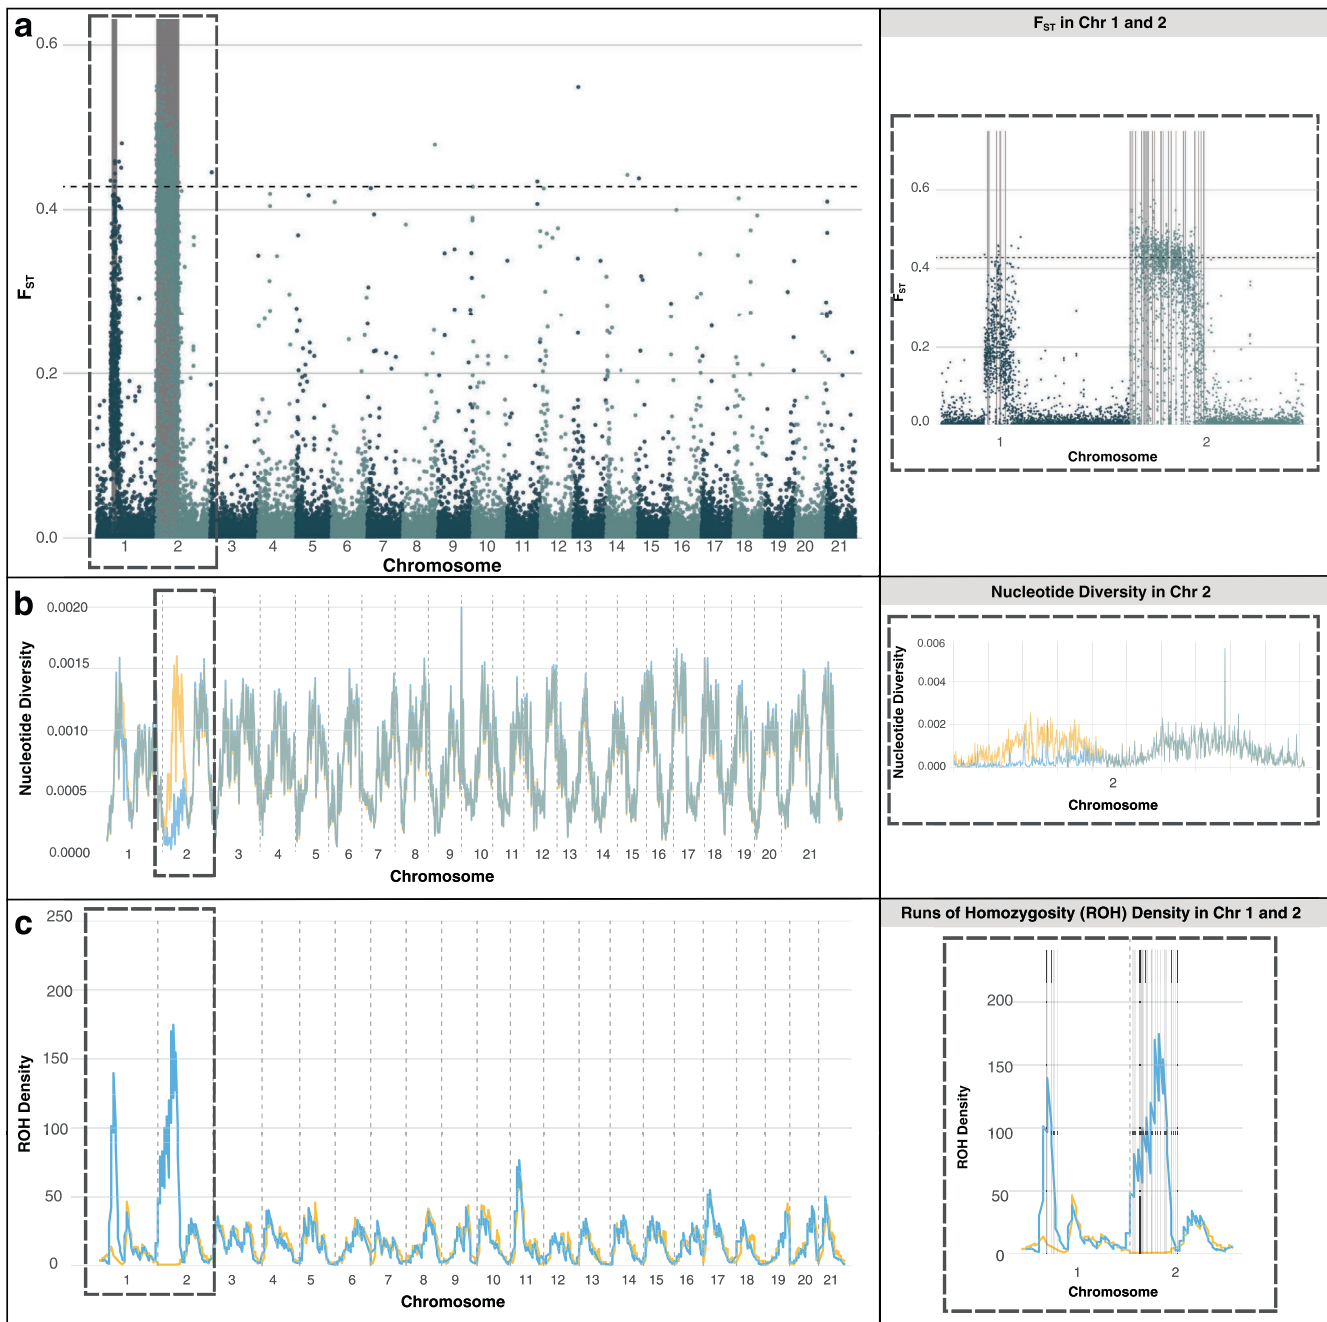 a
F_ST in Chr 1 and 2
0.6
0.4
0.2
0.0
F_ST
1 2 3 4 5 6 7 8 9 10 11 12 13 14 15 16 17 18 19 20 21
Chromosome
0.6
0.4
0.2
0.0
F_ST
1 2
Chromosome
b
Nucleotide Diversity in Chr 2
0.0020
0.0015
0.0010
0.0005
0.0000
Nucleotide Diversity
1 2 3 4 5 6 7 8 9 10 11 12 13 14 15 16 17 18 19 20 21
Chromosome
0.006
0.004
0.002
0.000
Nucleotide Diversity
2
Chromosome
c
Runs of Homozygosity (ROH) Density in Chr 1 and 2
250
200
150
100
50
0
ROH Density
1 2 3 4 5 6 7 8 9 10 11 12 13 14 15 16 17 18 19 20 21
Chromosome
200
150
100
50
0
ROH Density
1 2
Chromosome